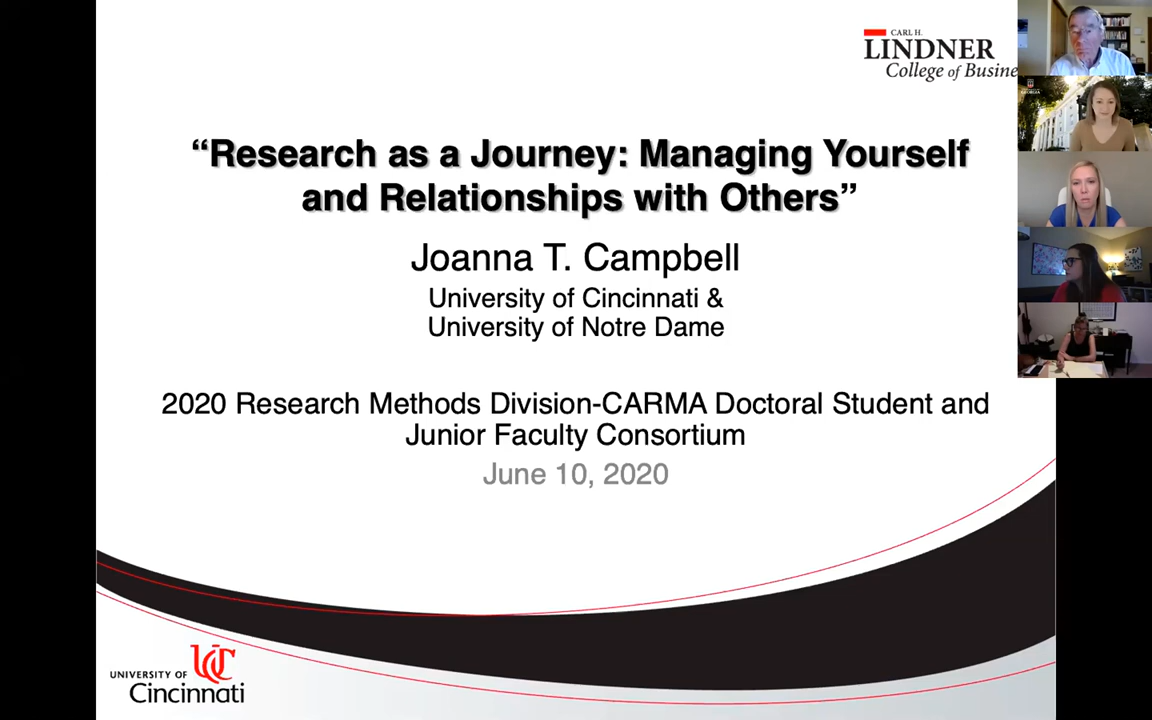 CARL H.
LINDNER
College of Busine
“Research as a Journey: Managing Yourself
and Relationships with Others”
Joanna T. Campbell
University of Cincinnati &
University of Notre Dame
2020 Research Methods Division-CARMA Doctoral Student and
Junior Faculty Consortium
June 10, 2020
UNIVERSITY OF
Cincinnati
UC
GEORGIA